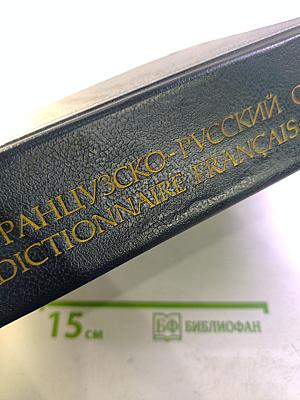 РАНЦУЗСКО-РУССКИЙ С
DICTIONNAIRE FRANÇAIS
15 см
БФ БИБЛИОФАН